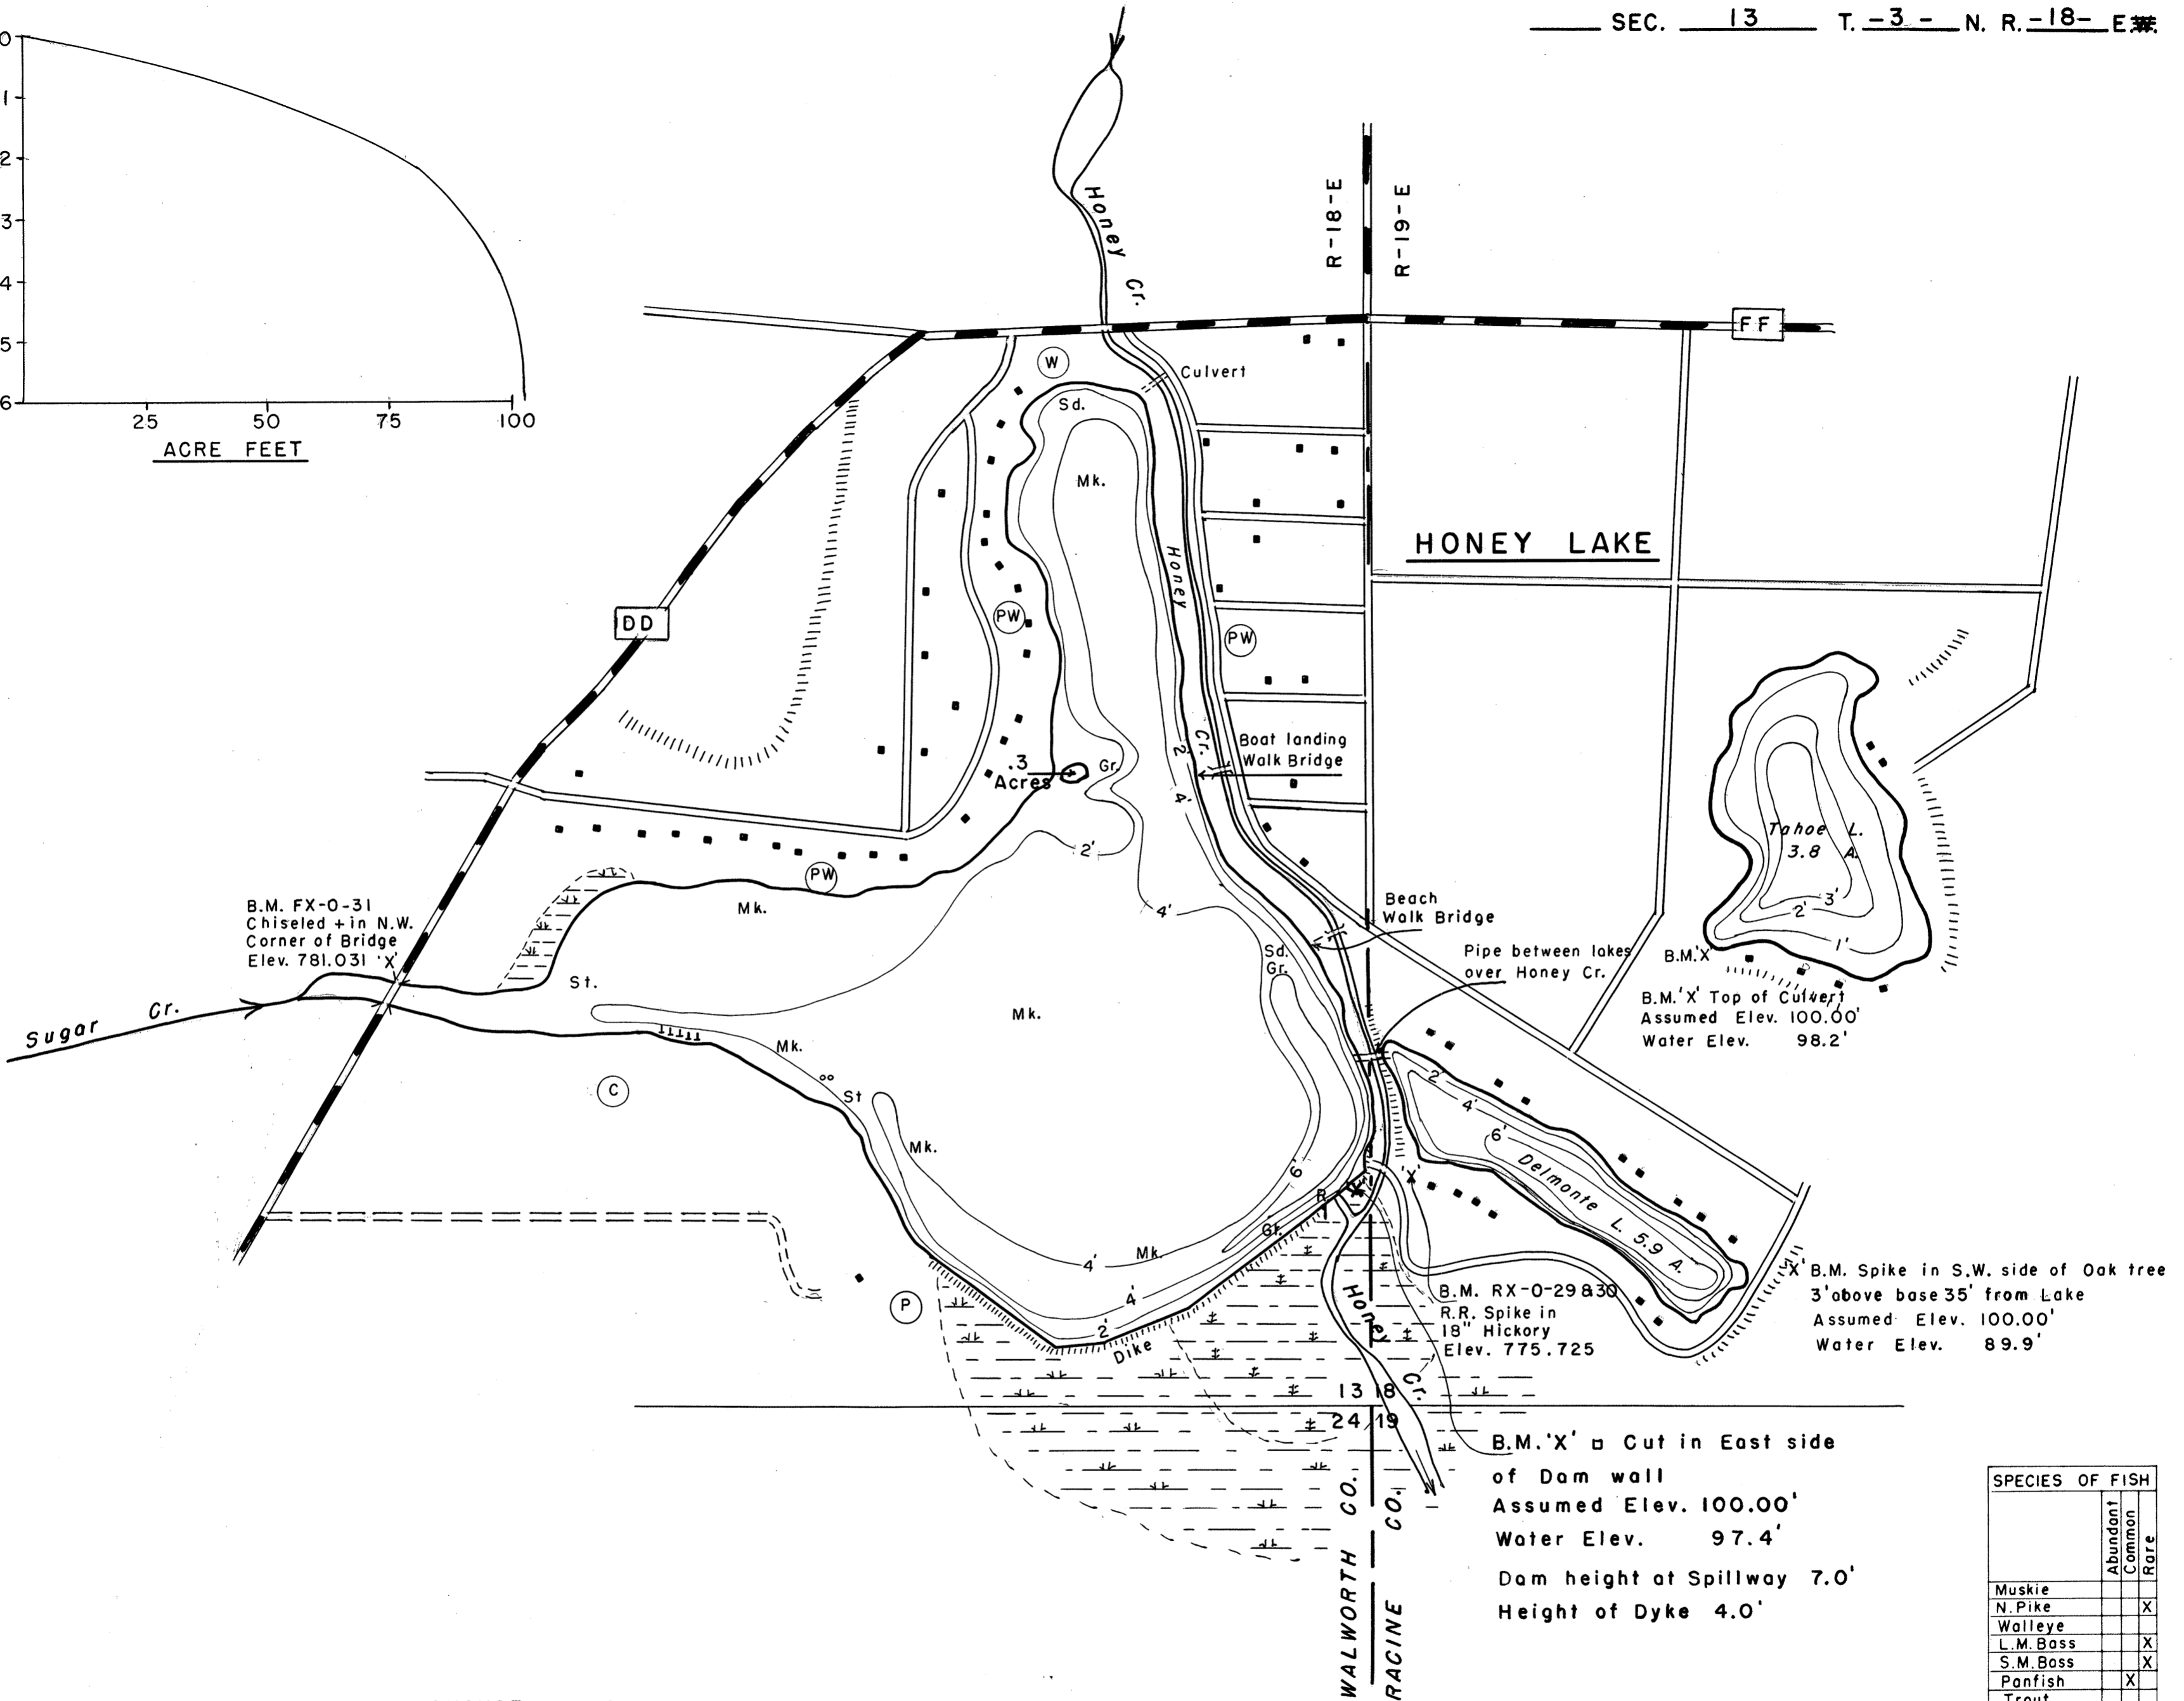 SEC. 13 T. -3- N. R. -18- E.
0
1
2
3
4
5
6
25 50 75 100
ACRE FEET
Honey Cr.
R-18-E
R-19-E
FF
W
Culvert
Sd.
Mk.
HONEY LAKE
Honey Cr.
DD
PW
PW
2'
Boat landing
Walk Bridge
.3
Acres
Gr.
4'
2'
Tahoe L.
3.8 A.
3'
2'
1'
PW
B.M. FX-O-31
Chiseled + in N.W.
Corner of Bridge
Elev. 781.031 'X'
Mk.
4'
Beach
Walk Bridge
Sd.
Gr.
Pipe between lakes
over Honey Cr.
B.M.'X'
B.M.'X' Top of Culvert
Assumed Elev. 100.00'
Water Elev. 98.2'
St.
Sugar Cr.
Mk.
Mk.
C
St
Mk.
2'
4'
6'
Delmonte L. 5.9 A.
'X'
6'
R
Gr.
4'
Mk.
4'
2'
Dike
P
Honey Cr.
B.M. RX-O-29&30
R.R. Spike in
18" Hickory
Elev. 775.725
'X' B.M. Spike in S.W. side of Oak tree
3' above base 35' from Lake
Assumed Elev. 100.00'
Water Elev. 89.9'
13 18
24 19
B.M.'X' □ Cut in East side
of Dam wall
Assumed Elev. 100.00'
Water Elev. 97.4'
Dam height at Spillway 7.0'
Height of Dyke 4.0'
WALWORTH CO.
RACINE CO.
SPECIES OF FISH
Abundant Common Rare
Muskie
N. Pike X
Walleye
L.M. Bass X
S.M. Bass X
Panfish X
Trout